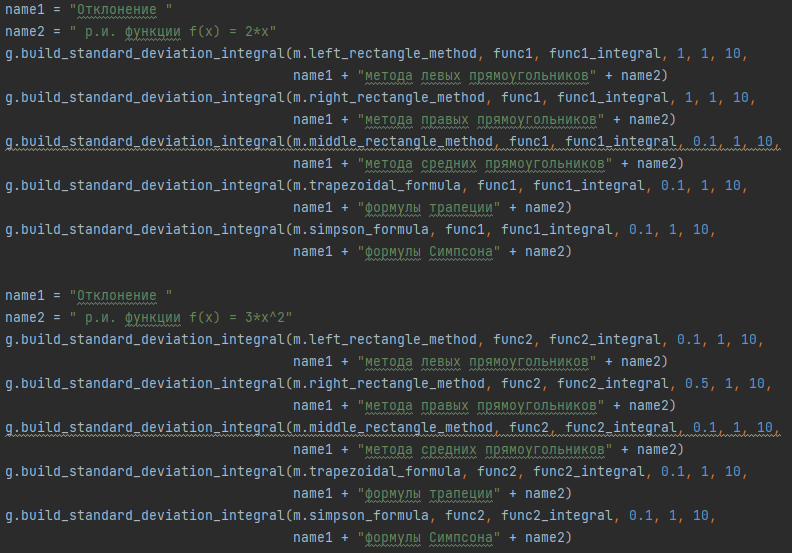 name1 = "Отклонение "
name2 = " р.и. функции f(x) = 2*x"
g.build_standard_deviation_integral(m.left_rectangle_method, func1, func1_integral, 1, 1, 10,
name1 + "метода левых прямоугольников" + name2)
g.build_standard_deviation_integral(m.right_rectangle_method, func1, func1_integral, 1, 1, 10,
name1 + "метода правых прямоугольников" + name2)
g.build_standard_deviation_integral(m.middle_rectangle_method, func1, func1_integral, 0.1, 1, 10,
name1 + "метода средних прямоугольников" + name2)
g.build_standard_deviation_integral(m.trapezoidal_formula, func1, func1_integral, 0.1, 1, 10,
name1 + "формулы трапеции" + name2)
g.build_standard_deviation_integral(m.simpson_formula, func1, func1_integral, 0.1, 1, 10,
name1 + "формулы Симпсона" + name2)
name1 = "Отклонение "
name2 = " р.и. функции f(x) = 3*x^2"
g.build_standard_deviation_integral(m.left_rectangle_method, func2, func2_integral, 0.1, 1, 10,
name1 + "метода левых прямоугольников" + name2)
g.build_standard_deviation_integral(m.right_rectangle_method, func2, func2_integral, 0.5, 1, 10,
name1 + "метода правых прямоугольников" + name2)
g.build_standard_deviation_integral(m.middle_rectangle_method, func2, func2_integral, 0.1, 1, 10,
name1 + "метода средних прямоугольников" + name2)
g.build_standard_deviation_integral(m.trapezoidal_formula, func2, func2_integral, 0.1, 1, 10,
name1 + "формулы трапеции" + name2)
g.build_standard_deviation_integral(m.simpson_formula, func2, func2_integral, 0.1, 1, 10,
name1 + "формулы Симпсона" + name2)